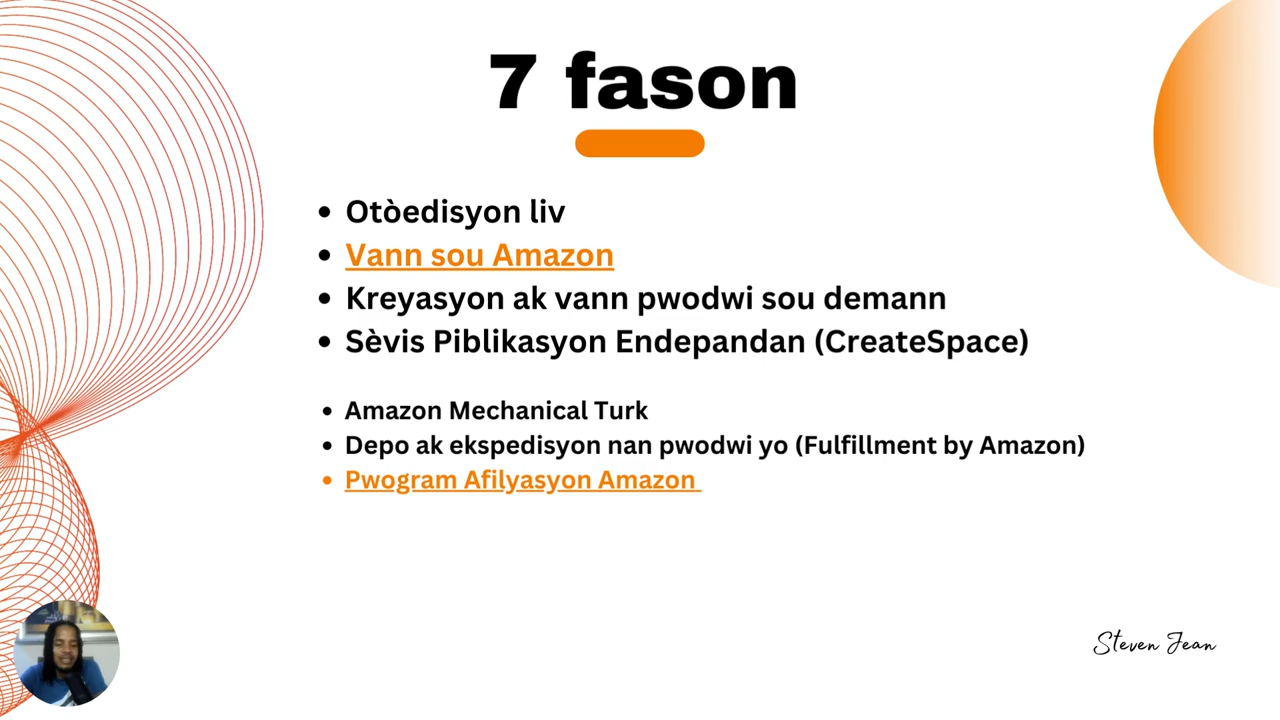 7 fason
Otòedisyon liv
Vann sou Amazon
Kreyasyon ak vann pwodwi sou demann
Sèvis Piblikasyon Endepandan (CreateSpace)
Amazon Mechanical Turk
Depo ak ekspedisyon nan pwodwi yo (Fulfillment by Amazon)
Pwogram Afilyasyon Amazon
Steven Jean